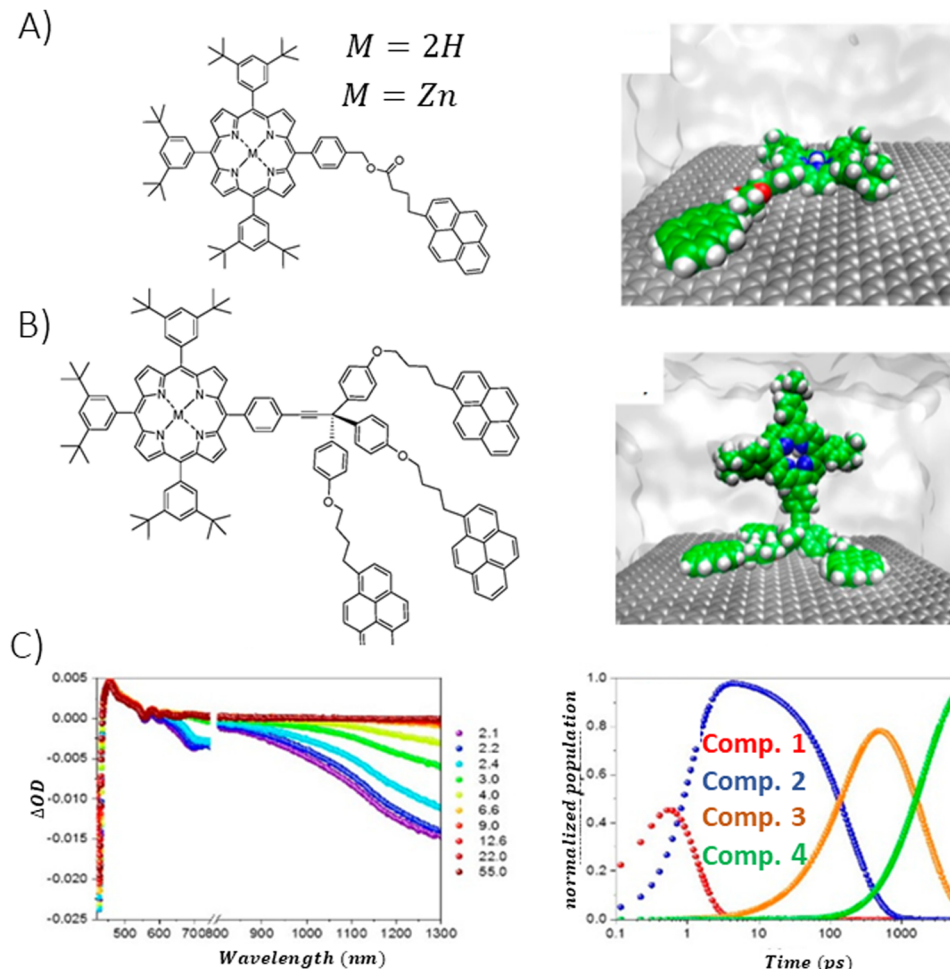 A)
M = 2H
M = Zn
M
N
N
N
N
O
O
B)
M
N
N
N
N
O
O
O
C)
0.005
0.000
-0.005
-0.010
-0.015
-0.020
-0.025
ΔOD
500
600
700
800
900
1000
1100
1200
1300
Wavelength (nm)
2.1
2.2
2.4
3.0
4.0
6.6
9.0
12.6
22.0
55.0
1.0
0.8
0.6
0.4
0.2
0.0
normalized population
Comp. 1
Comp. 2
Comp. 3
Comp. 4
0.1
1
10
100
1000
Time (ps)